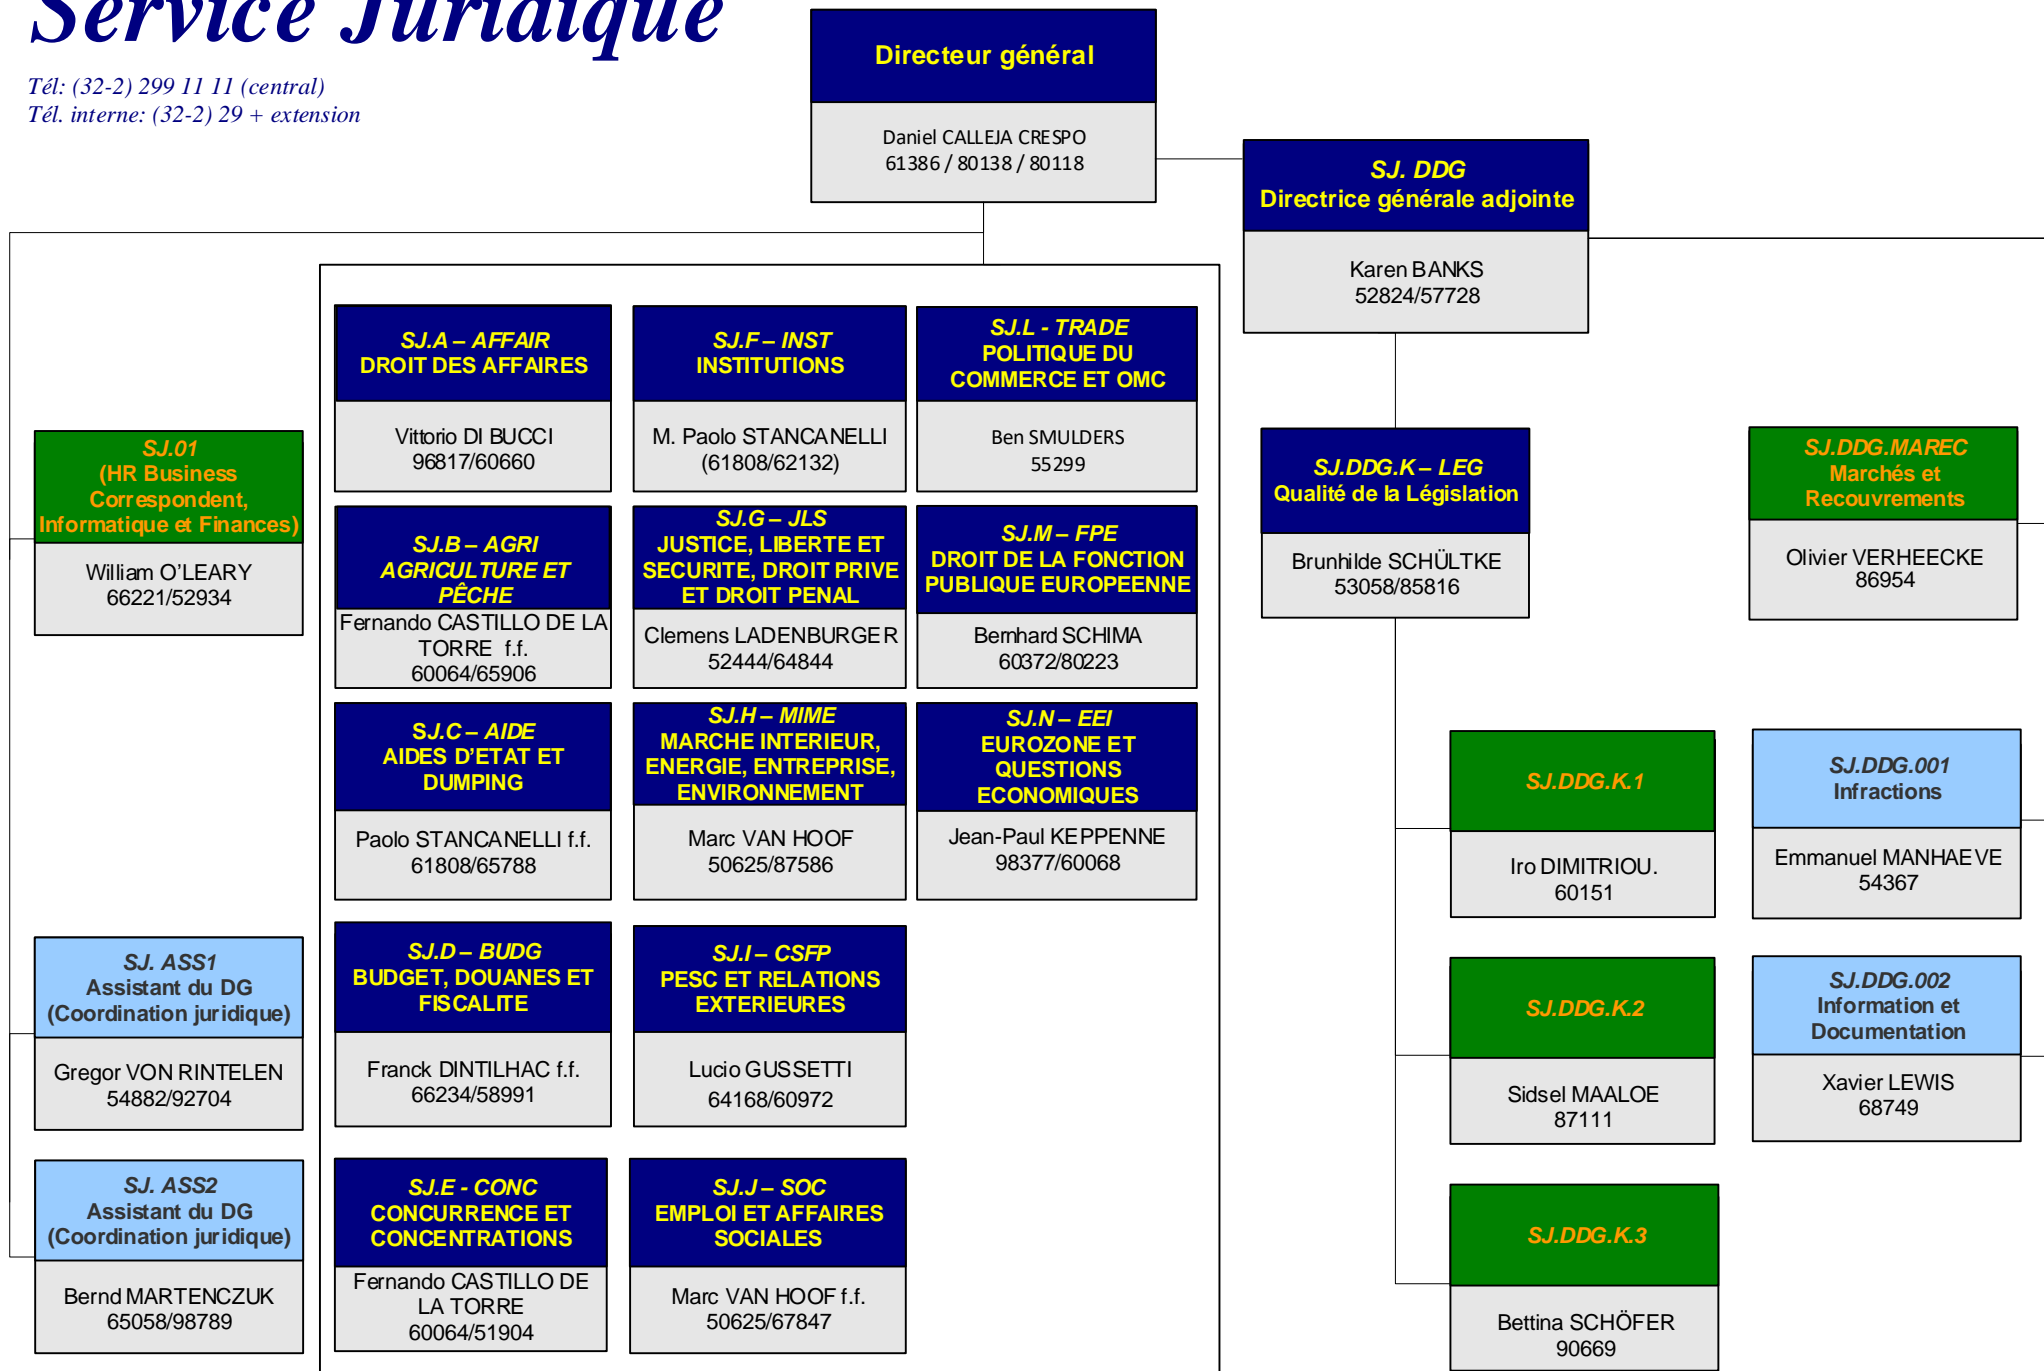 Service Juridique
Tél: (32-2) 299 11 11 (central)
Tél. interne: (32-2) 29 + extension
Directeur général
Daniel CALLEJA CRESPO
61386 / 80138 / 80118
SJ. DDG
Directrice générale adjointe
Karen BANKS
52824/57728
SJ.01
(HR Business
Correspondent,
Informatique et Finances)
William O'LEARY
66221/52934
SJ. ASS1
Assistant du DG
(Coordination juridique)
Gregor VON RINTELEN
54882/92704
SJ. ASS2
Assistant du DG
(Coordination juridique)
Bernd MARTENCZUK
65058/98789
SJ.A – AFFAIR
DROIT DES AFFAIRES
Vittorio DI BUCCI
96817/60660
SJ.B – AGRI
AGRICULTURE ET
PÊCHE
Fernando CASTILLO DE LA
TORRE f.f.
60064/65906
SJ.C – AIDE
AIDES D'ETAT ET
DUMPING
Paolo STANCANELLI f.f.
61808/65788
SJ.D – BUDG
BUDGET, DOUANES ET
FISCALITE
Franck DINTILHAC f.f.
66234/58991
SJ.E - CONC
CONCURRENCE ET
CONCENTRATIONS
Fernando CASTILLO DE
LA TORRE
60064/51904
SJ.F – INST
INSTITUTIONS
M. Paolo STANCANELLI
(61808/62132)
SJ.G – JLS
JUSTICE, LIBERTE ET
SECURITE, DROIT PRIVE
ET DROIT PENAL
Clemens LADENBURGER
52444/64844
SJ.H – MIME
MARCHE INTERIEUR,
ENERGIE, ENTREPRISE,
ENVIRONNEMENT
Marc VAN HOOF
50625/87586
SJ.I – CSFP
PESC ET RELATIONS
EXTERIEURES
Lucio GUSSETTI
64168/60972
SJ.J – SOC
EMPLOI ET AFFAIRES
SOCIALES
Marc VAN HOOF f.f.
50625/67847
SJ.L - TRADE
POLITIQUE DU
COMMERCE ET OMC
Ben SMULDERS
55299
SJ.M – FPE
DROIT DE LA FONCTION
PUBLIQUE EUROPEENNE
Bernhard SCHIMA
60372/80223
SJ.N – EEI
EUROZONE ET
QUESTIONS
ECONOMIQUES
Jean-Paul KEPPENNE
98377/60068
SJ.DDG.K – LEG
Qualité de la Législation
Brunhilde SCHÜLTKE
53058/85816
SJ.DDG.K.1
Iro DIMITRIOU.
60151
SJ.DDG.K.2
Sidsel MAALOE
87111
SJ.DDG.K.3
Bettina SCHÖFER
90669
SJ.DDG.MAREC
Marchés et
Recouvrements
Olivier VERHEECKE
86954
SJ.DDG.001
Infractions
Emmanuel MANHAEVE
54367
SJ.DDG.002
Information et
Documentation
Xavier LEWIS
68749